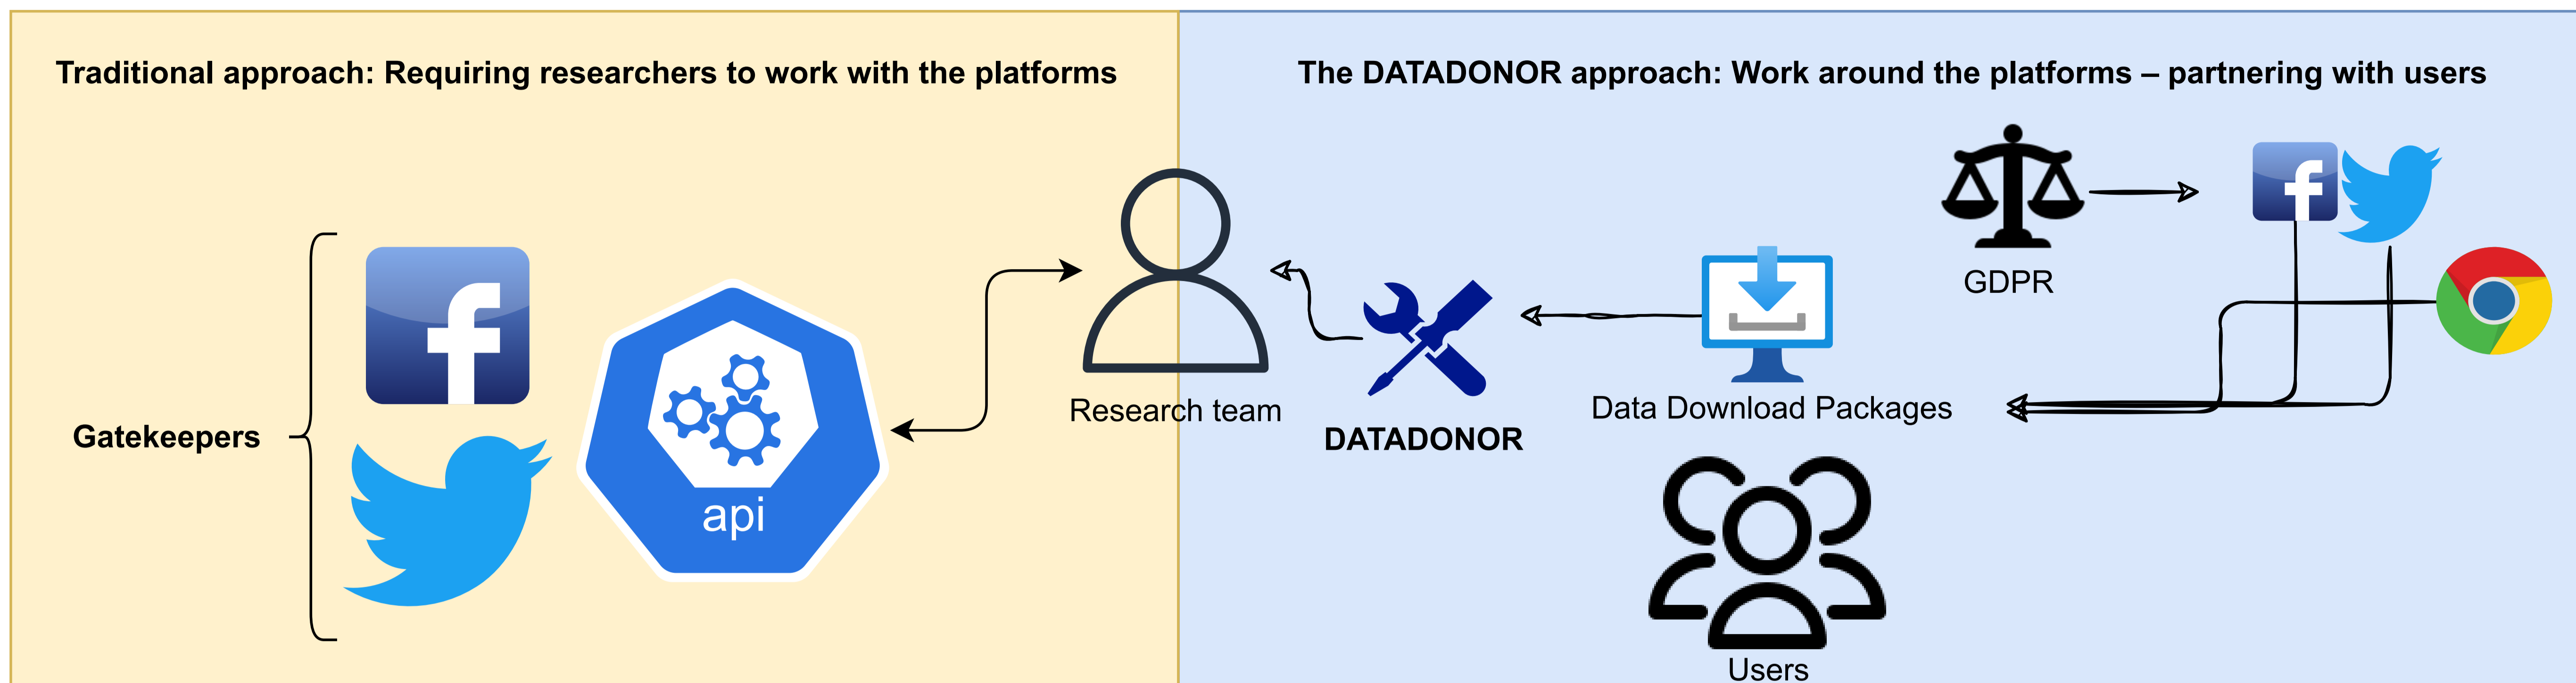 Traditional approach: Requiring researchers to work with the platforms
The DATADONOR approach: Work around the platforms – partnering with users
Gatekeepers
api
Research team
DATADONOR
Data Download Packages
GDPR
Users